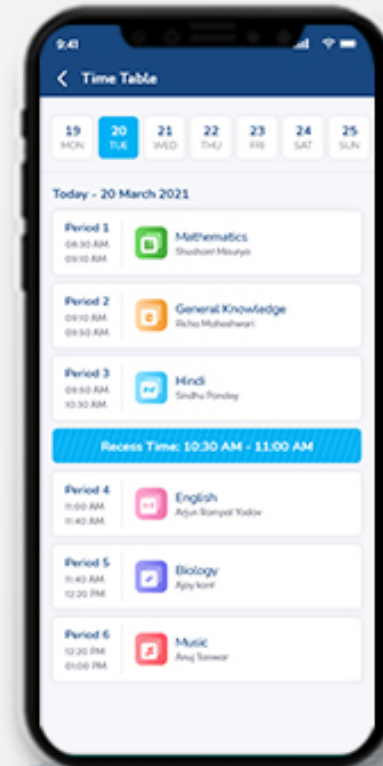 9:41
Time Table
19 20 21 22 23 24 25
MON TUE WED THU FRI SAT SUN
Today - 20 March 2021
Period 1
08:30 AM
09:10 AM
Mathematics
Shushant Maurya
Period 2
09:10 AM
09:50 AM
General Knowledge
Richa Maheshwari
Period 3
09:50 AM
10:30 AM
Hindi
Sindhu Pandey
Recess Time: 10:30 AM - 11:00 AM
Period 4
11:00 AM
11:40 AM
English
Arjun Rampal Yadav
Period 5
11:40 AM
12:20 PM
Biology
Ajay kant
Period 6
12:20 PM
01:00 PM
Music
Anuj Tanwar